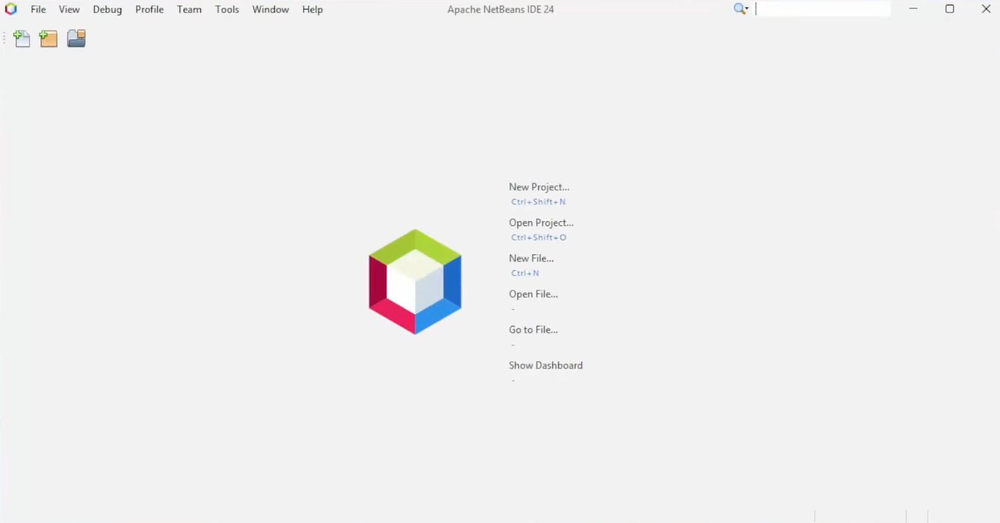 File View Debug Profile Team Tools Window Help Apache NetBeans IDE 24
New Project...
Ctrl+Shift+N
Open Project...
Ctrl+Shift+O
New File...
Ctrl+N
Open File...
-
Go to File...
-
Show Dashboard
-